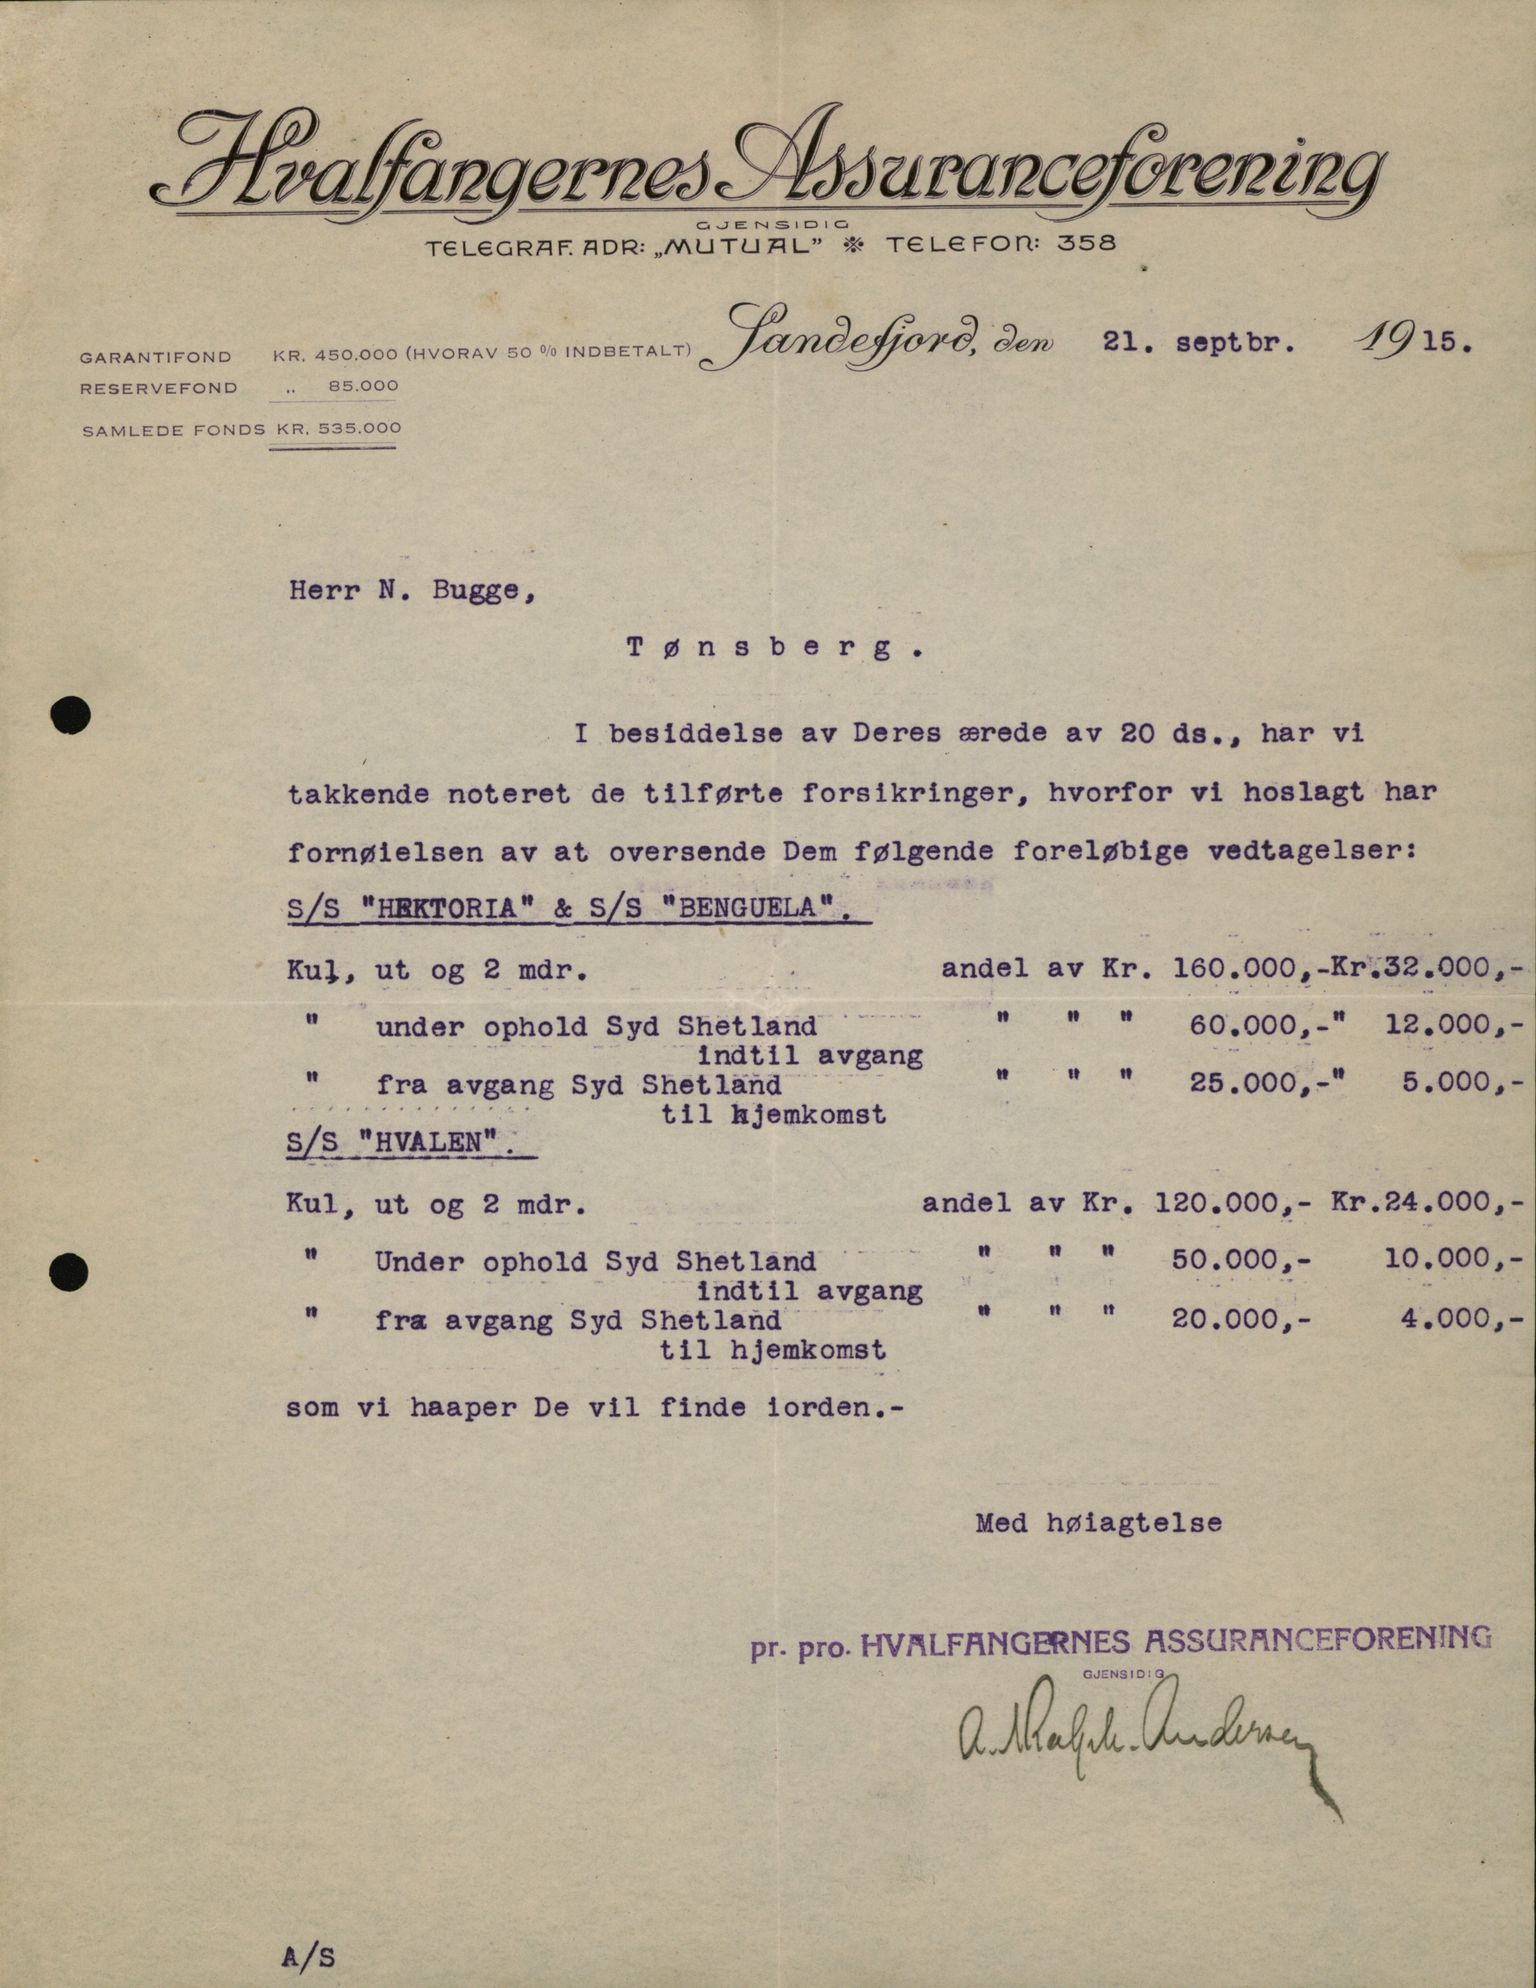 Hvalfangernes Assuranceforening
GJENSIDIG
TELEGRAF. ADR: „MUTUAL” ❊ TELEFON: 358
Sandefjord, den 21. septbr. 1915.
GARANTIFOND KR. 450.000 (HVORAV 50 % INDBETALT)
RESERVEFOND „ 85.000
SAMLEDE FONDS KR. 535.000
Herr N. Bugge,
Tønsberg.
I besiddelse av Deres ærede av 20 ds., har vi
takkende noteret de tilførte forsikringer, hvorfor vi hoslagt har
fornøielsen av at oversende Dem følgende foreløbige vedtagelser:
S/S "HEKTORIA" & S/S "BENGUELA".
Kul, ut og 2 mdr. andel av Kr. 160.000,-Kr.32.000,-
" under ophold Syd Shetland " " " 60.000,-" 12.000,-
indtil avgang
" fra avgang Syd Shetland " " " 25.000,-" 5.000,-
til hjemkomst
S/S "HVALEN".
Kul, ut og 2 mdr. andel av Kr. 120.000,- Kr.24.000,-
" Under ophold Syd Shetland " " " 50.000,- 10.000,-
indtil avgang
" fra avgang Syd Shetland " " " 20.000,- 4.000,-
til hjemkomst
som vi haaper De vil finde iorden.-
Med høiagtelse
pr. pro. HVALFANGERNES ASSURANCEFORENING
GJENSIDIG
Andersen
A/S